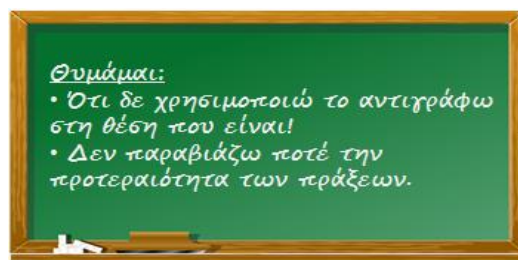 Θυμάμαι:
• Ότι δε χρησιμοποιώ το αντιγράφω
στη θέση που είναι!
• Δεν παραβιάζω ποτέ την
προτεραιότητα των πράξεων.